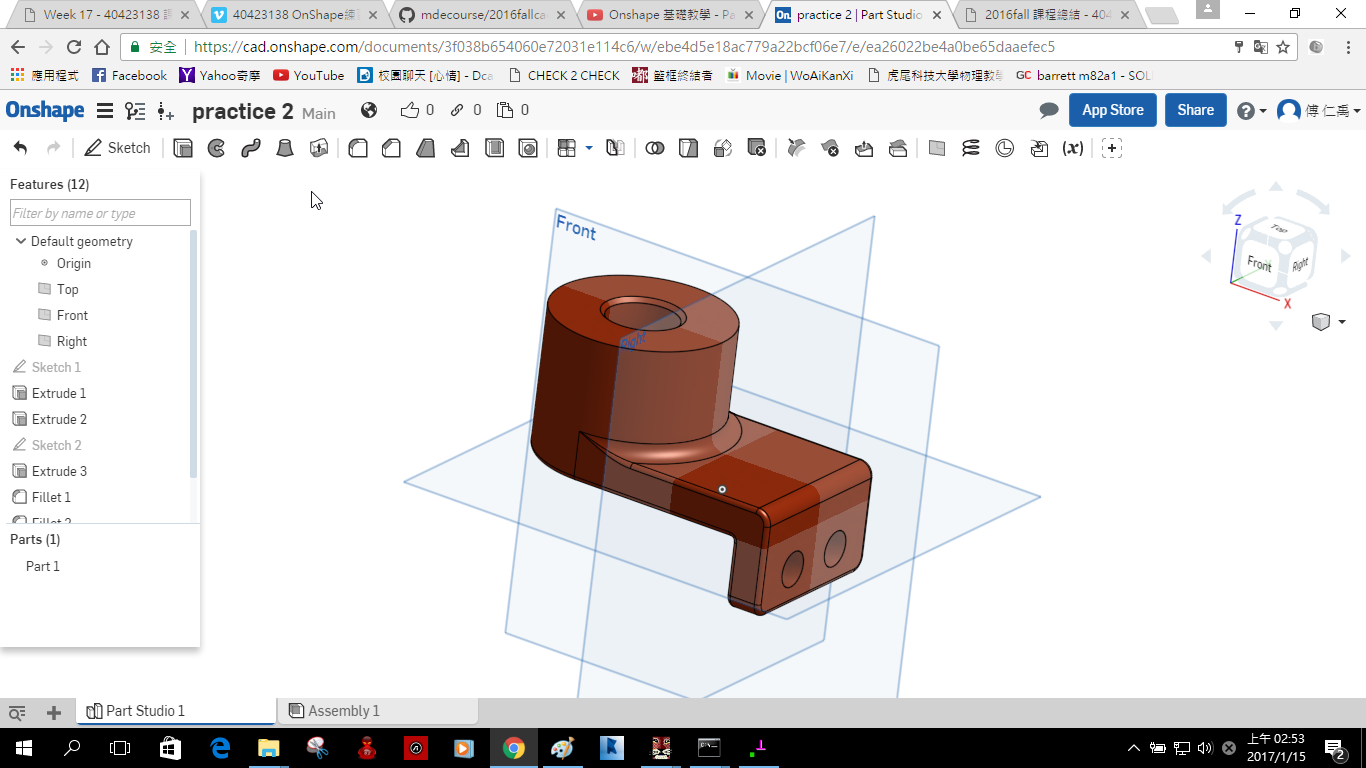 Week 17 - 40423138 課
40423138 OnShape練
mdecourse/2016fallca
Onshape 基礎教學 - Pa
On practice 2 | Part Studio
2016fall 課程總結 - 404
安全 https://cad.onshape.com/documents/3f038b654060e72031e114c6/w/ebe4d5e18ac779a22bcf06e7/e/ea26022be4a0be65daaefec5
應用程式 Facebook Yahoo奇摩 YouTube 校園聊天 [心情] - Dca CHECK 2 CHECK 籃框終結者 Movie | WoAiKanXi 虎尾科技大學物理教學 GC barrett m82a1 - SOLI
Onshape practice 2 Main 0 0 0 App Store Share 傅 仁禹
Sketch (x)
Features (12)
Filter by name or type
Default geometry
Origin
Top
Front
Right
Sketch 1
Extrude 1
Extrude 2
Sketch 2
Extrude 3
Fillet 1
Fillet 2
Parts (1)
Part 1
Front
Right
Z
Top
Front
Right
X
Part Studio 1
Assembly 1
上午 02:53
2017/1/15
2